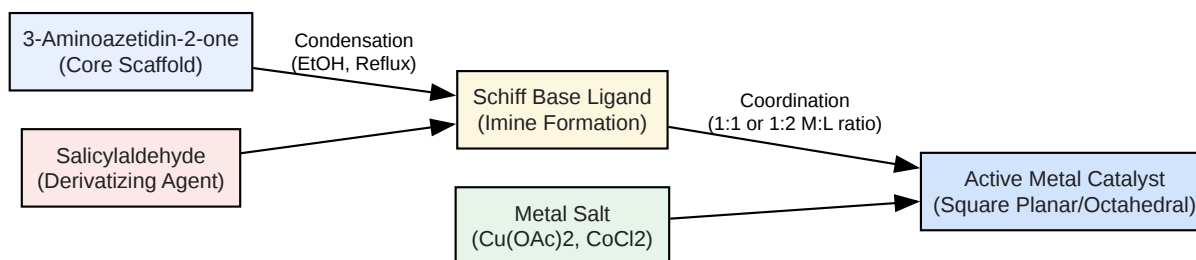 3-Aminoazetidin-2-one
(Core Scaffold)
Condensation
(EtOH, Reflux)
Salicylaldehyde
(Derivatizing Agent)
Schiff Base Ligand
(Imine Formation)
Coordination
(1:1 or 1:2 M:L ratio)
Metal Salt
(Cu(OAc)2, CoCl2)
Active Metal Catalyst
(Square Planar/Octahedral)